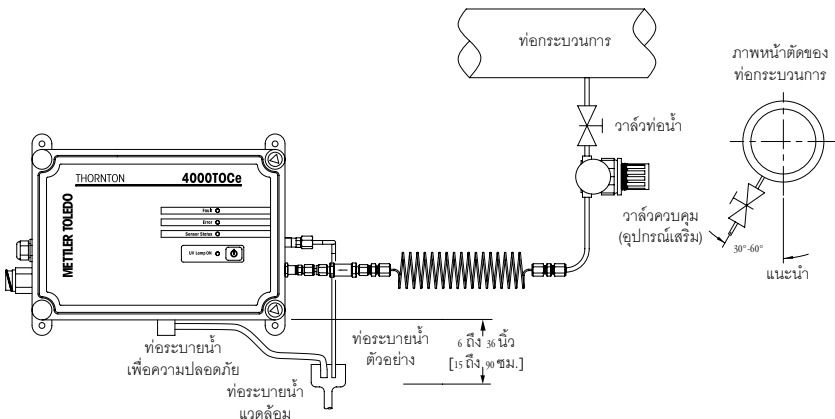 ท่อกระบวนการ
ภาพหน้าตัดของ
ท่อกระบวนการ
วาล์วท่อน้ำ
วาล์วควบคุม
(อุปกรณ์เสริม)
30°-60°
แนะนำ
METTLER TOLEDO
THORNTON
4000TOCe
Fault
Error
Sensor Status
UV Lamp ON
ท่อระบายน้ำ
เพื่อความปลอดภัย
ท่อระบายน้ำ
ตัวอย่าง
6 ถึง 36 นิ้ว
[15 ถึง 90 ซม.]
ท่อระบายน้ำ
แวดล้อม